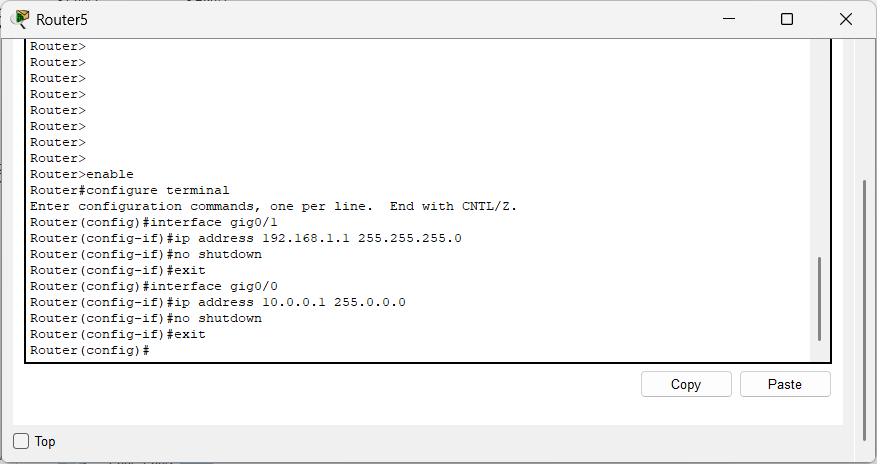 Router5
Router>
Router>
Router>
Router>
Router>
Router>
Router>
Router>
Router>enable
Router#configure terminal
Enter configuration commands, one per line.  End with CNTL/Z.
Router(config)#interface gig0/1
Router(config-if)#ip address 192.168.1.1 255.255.255.0
Router(config-if)#no shutdown
Router(config-if)#exit
Router(config)#interface gig0/0
Router(config-if)#ip address 10.0.0.1 255.0.0.0
Router(config-if)#no shutdown
Router(config-if)#exit
Router(config)#
Copy Paste
Top